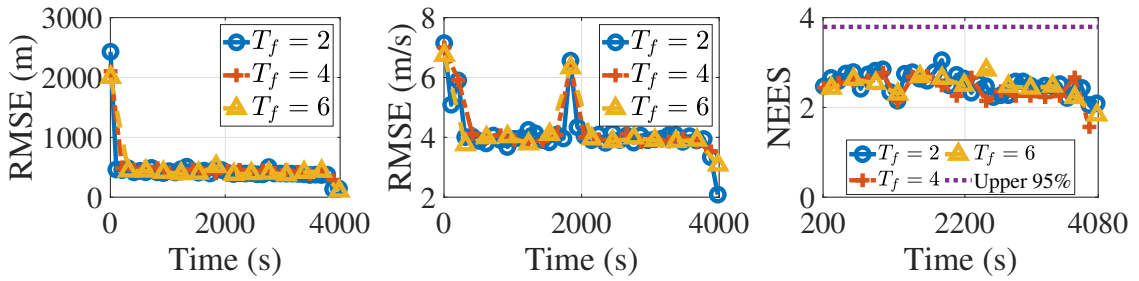 3000
2000
1000
0
RMSE (m)
T_f = 2
T_f = 4
T_f = 6
0
2000
4000
Time (s)
8
6
4
2
RMSE (m/s)
T_f = 2
T_f = 4
T_f = 6
0
2000
4000
Time (s)
4
2
0
NEES
T_f = 2
T_f = 6
T_f = 4
Upper 95%
200
2200
4080
Time (s)